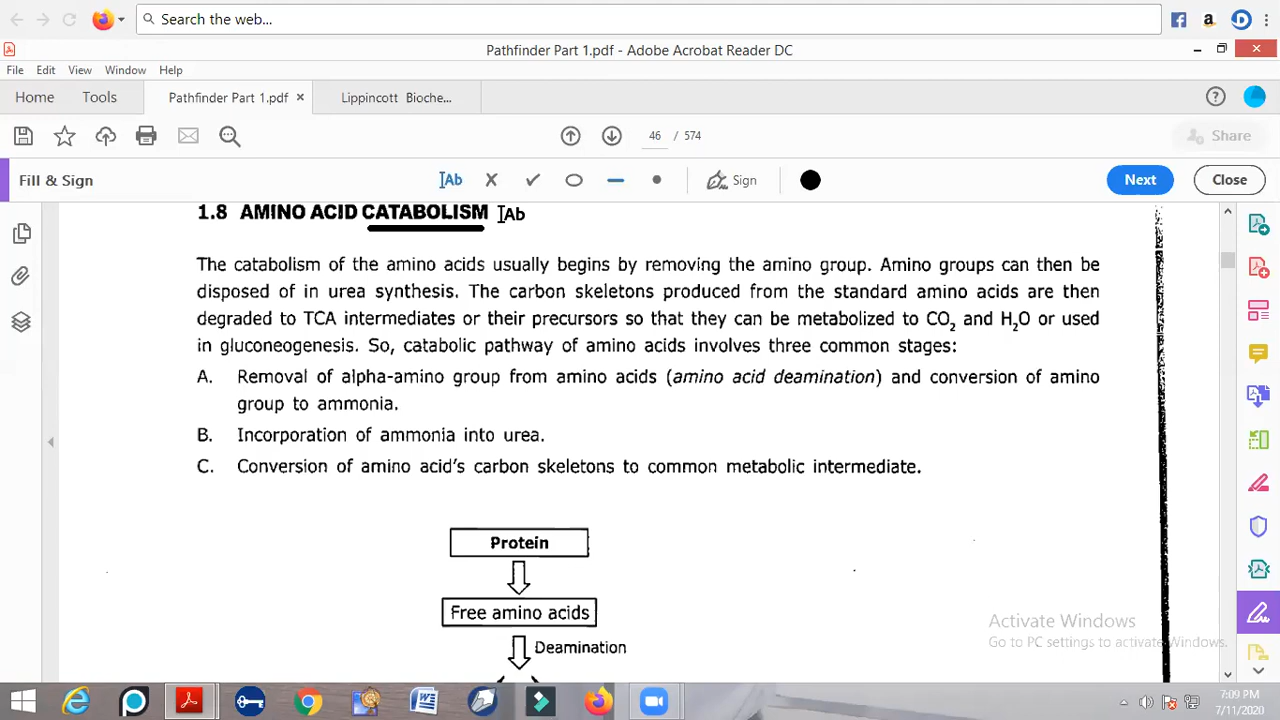 Search the web...
Pathfinder Part 1.pdf - Adobe Acrobat Reader DC
File Edit View Window Help
Home Tools Pathfinder Part 1.pdf × Lippincott Bioche... ?
46 / 574 Share
Fill & Sign Ab Sign Next Close
1.8 AMINO ACID CATABOLISM Ab
The catabolism of the amino acids usually begins by removing the amino group. Amino groups can then be
disposed of in urea synthesis. The carbon skeletons produced from the standard amino acids are then
degraded to TCA intermediates or their precursors so that they can be metabolized to CO₂ and H₂O or used
in gluconeogenesis. So, catabolic pathway of amino acids involves three common stages:
A. Removal of alpha-amino group from amino acids (amino acid deamination) and conversion of amino
group to ammonia.
B. Incorporation of ammonia into urea.
C. Conversion of amino acid's carbon skeletons to common metabolic intermediate.
Protein
Free amino acids
Deamination
Activate Windows
Go to PC settings to activate Windows.
7:09 PM
7/11/2020